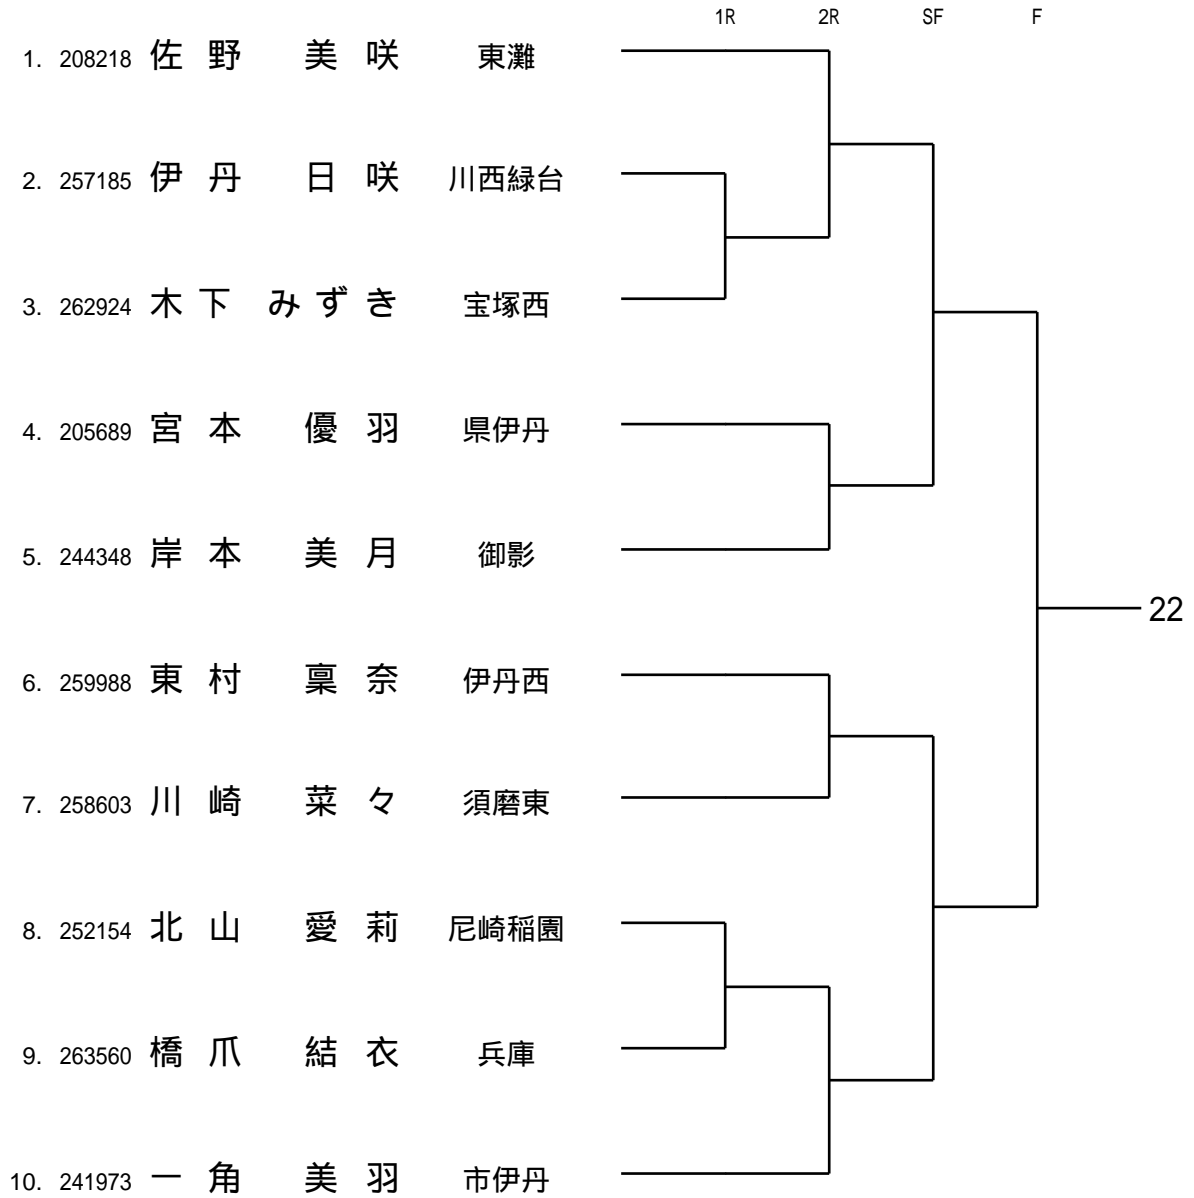 1R 2R SF F
1. 208218 佐野 美咲 東灘
2. 257185 伊丹 日咲 川西緑台
3. 262924 木下 みずき 宝塚西
4. 205689 宮本 優羽 県伊丹
5. 244348 岸本 美月 御影
22
6. 259988 東村 稟奈 伊丹西
7. 258603 川崎 菜々 須磨東
8. 252154 北山 愛莉 尼崎稲園
9. 263560 橋爪 結衣 兵庫
10. 241973 一角 美羽 市伊丹